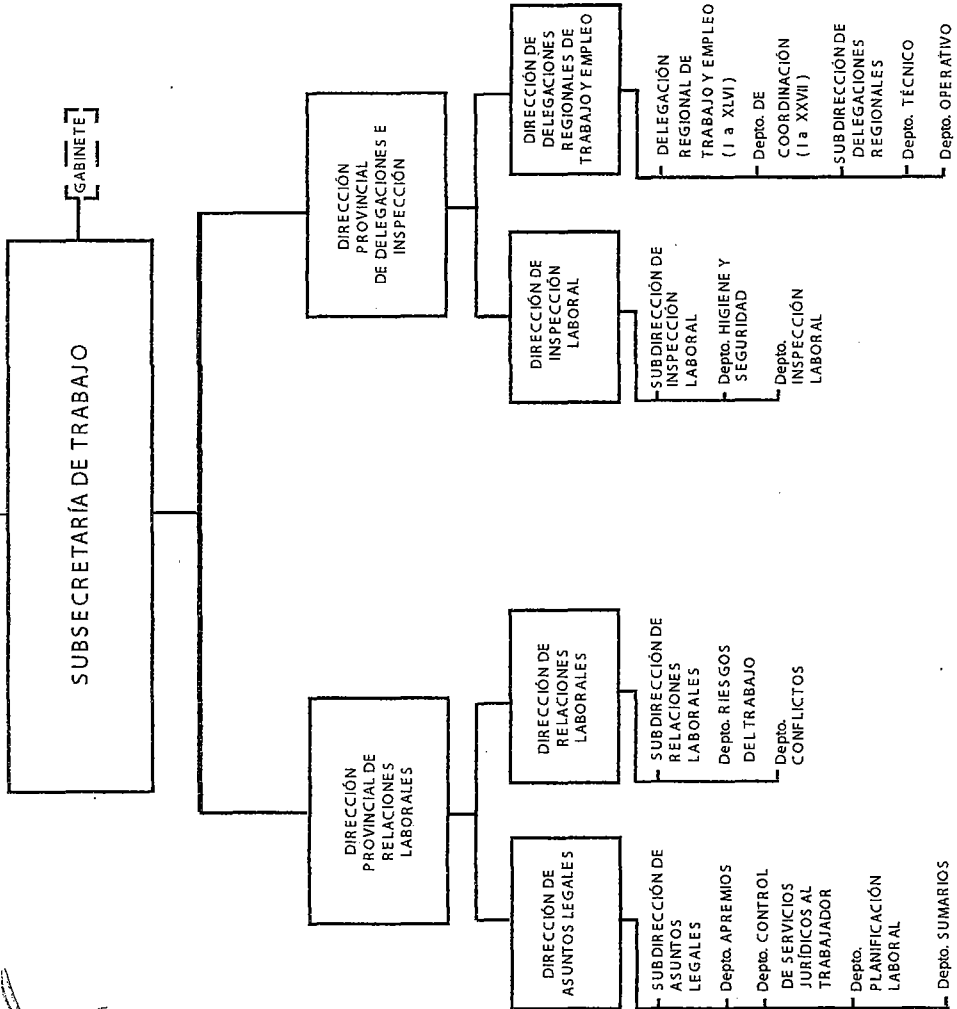 SUBSECRETARÍA DE TRABAJO
GABINETE
DIRECCIÓN
PROVINCIAL DE
RELACIONES
LABORALES
DIRECCIÓN
PROVINCIAL
DE DELEGACIONES E
INSPECCIÓN
DIRECCIÓN DE
ASUNTOS LEGALES
DIRECCIÓN DE
RELACIONES
LABORALES
DIRECCIÓN DE
INSPECCIÓN
LABORAL
DIRECCIÓN DE
DELEGACIONES
REGIONALES DE
TRABAJO Y EMPLEO
SUBDIRECCIÓN DE
ASUNTOS
LEGALES
Depto. APREMIOS
Depto. CONTROL
DE SERVICIOS
JURÍDICOS AL
TRABAJADOR
Depto.
PLANIFICACIÓN
LABORAL
Depto. SUMARIOS
SUBDIRECCIÓN DE
RELACIONES
LABORALES
Depto. RIESGOS
DEL TRABAJO
Depto.
CONFLICTOS
SUBDIRECCIÓN DE
INSPECCIÓN
LABORAL
Depto. HIGIENE Y
SEGURIDAD
Depto.
INSPECCIÓN
LABORAL
DELEGACIÓN
REGIONAL DE
TRABAJO Y EMPLEO
(I a XLVI)
Depto. DE
COORDINACIÓN
(I a XXVII)
SUBDIRECCIÓN DE
DELEGACIONES
REGIONALES
Depto. TÉCNICO
Depto. OPERATIVO